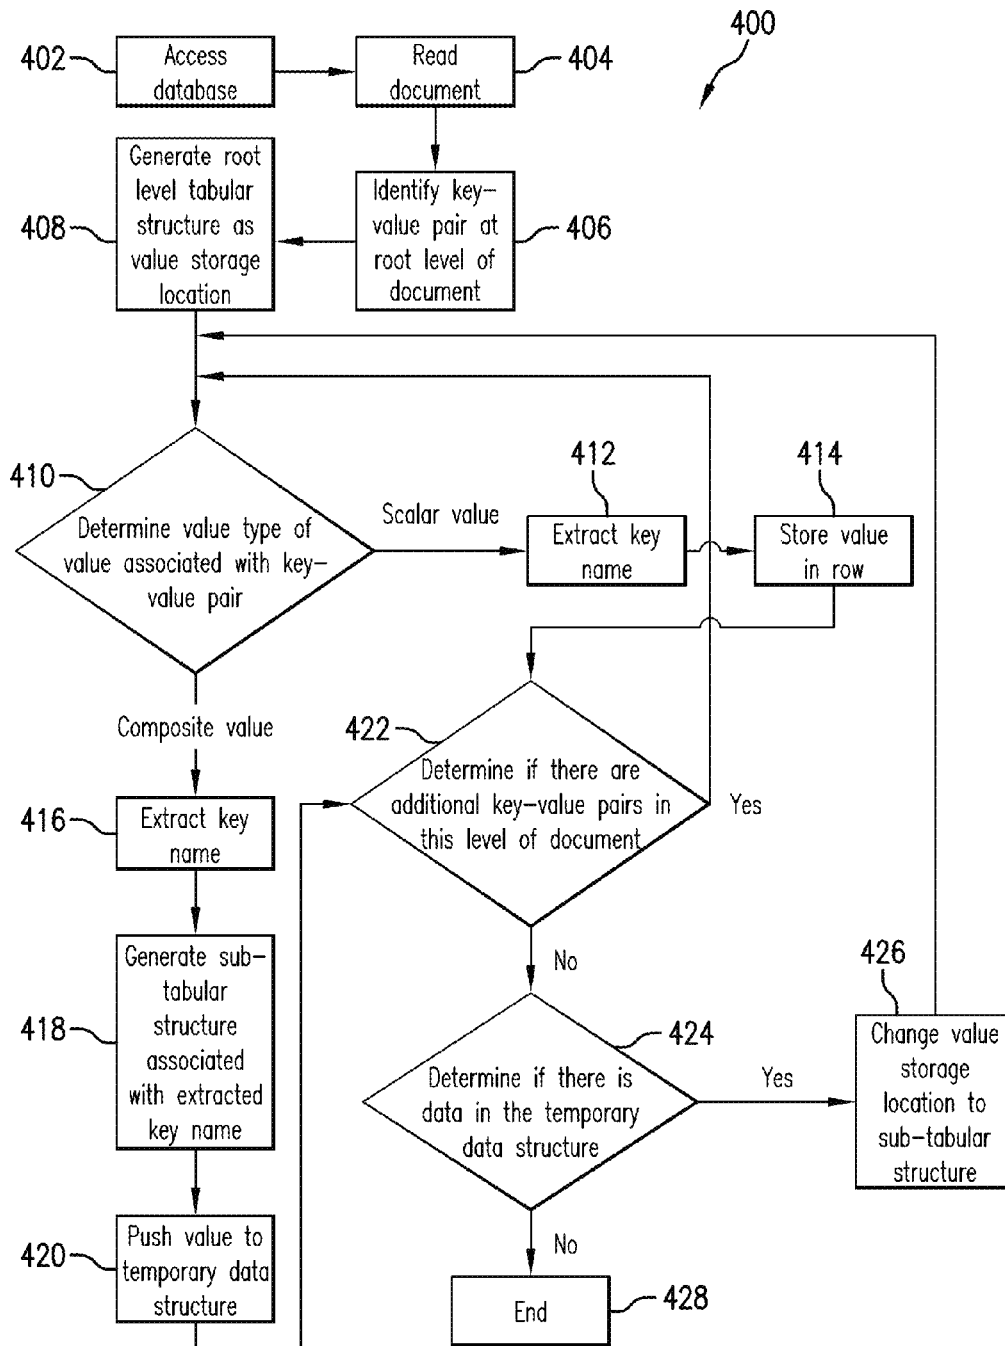 400
402
Access
database
Read
document
404
Generate root
level tabular
structure as
value storage
location
408
Identify key-
value pair at
root level of
document
406
410
Determine value type of
value associated with key-
value pair
Scalar value
412
Extract key
name
414
Store value
in row
Composite value
422
Determine if there are
additional key-value pairs in
this level of document
Yes
416
Extract key
name
No
418
Generate sub-
tabular
structure
associated
with extracted
key name
424
Determine if there is
data in the temporary
data structure
Yes
426
Change value
storage
location to
sub-tabular
structure
420
Push value to
temporary data
structure
No
End
428